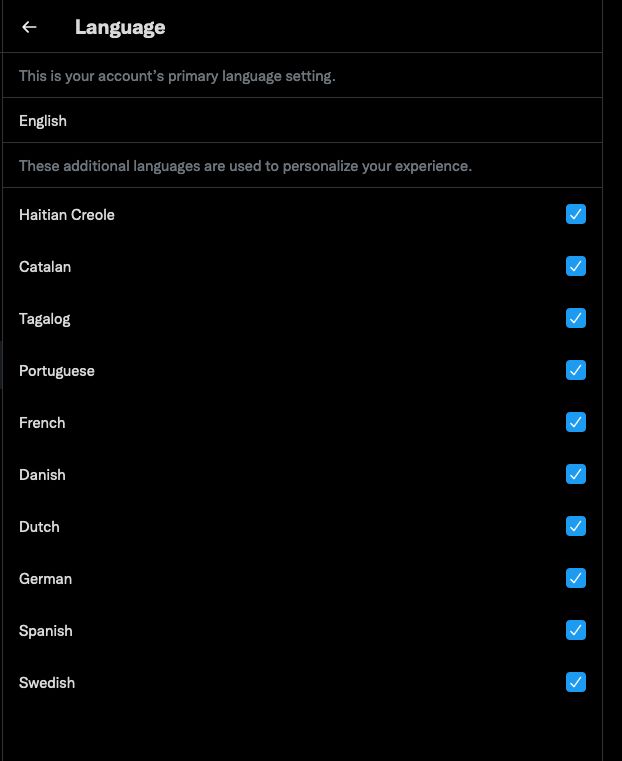 Language
This is your account's primary language setting.
English
These additional languages are used to personalize your experience.
Haitian Creole
Catalan
Tagalog
Portuguese
French
Danish
Dutch
German
Spanish
Swedish